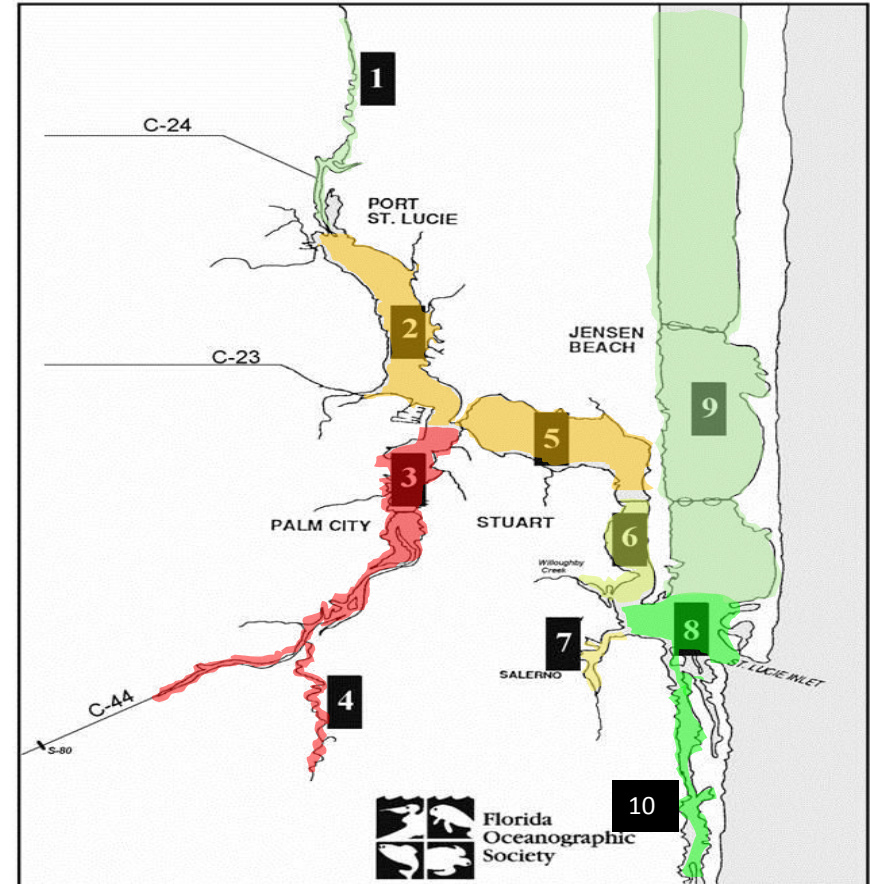 1
C-24
PORT
ST. LUCIE
2
JENSEN
BEACH
C-23
9
5
3
PALM CITY
STUART
6
Willoughby
Creek
7
8
SALERNO
ST. LUCIE INLET
4
C-44
S-80
10
Florida
Oceanographic
Society